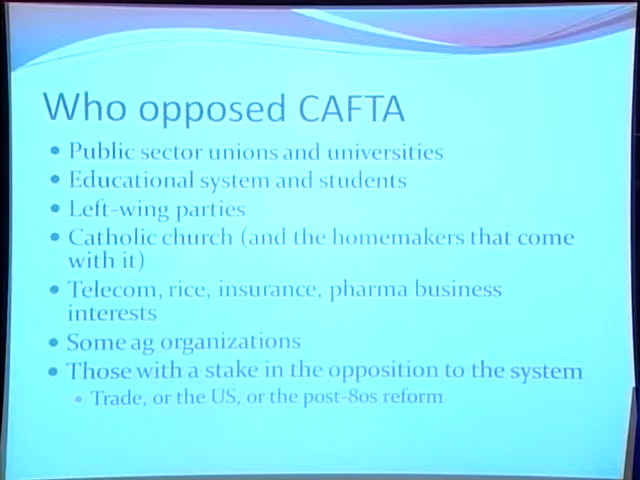 Who opposed CAFTA
Public sector unions and universities
Educational system and students
Left-wing parties
Catholic church (and the homemakers that come
with it)
Telecom, rice, insurance, pharma business
interests
Some ag organizations
Those with a stake in the opposition to the system
Trade, or the US, or the post-80s reform